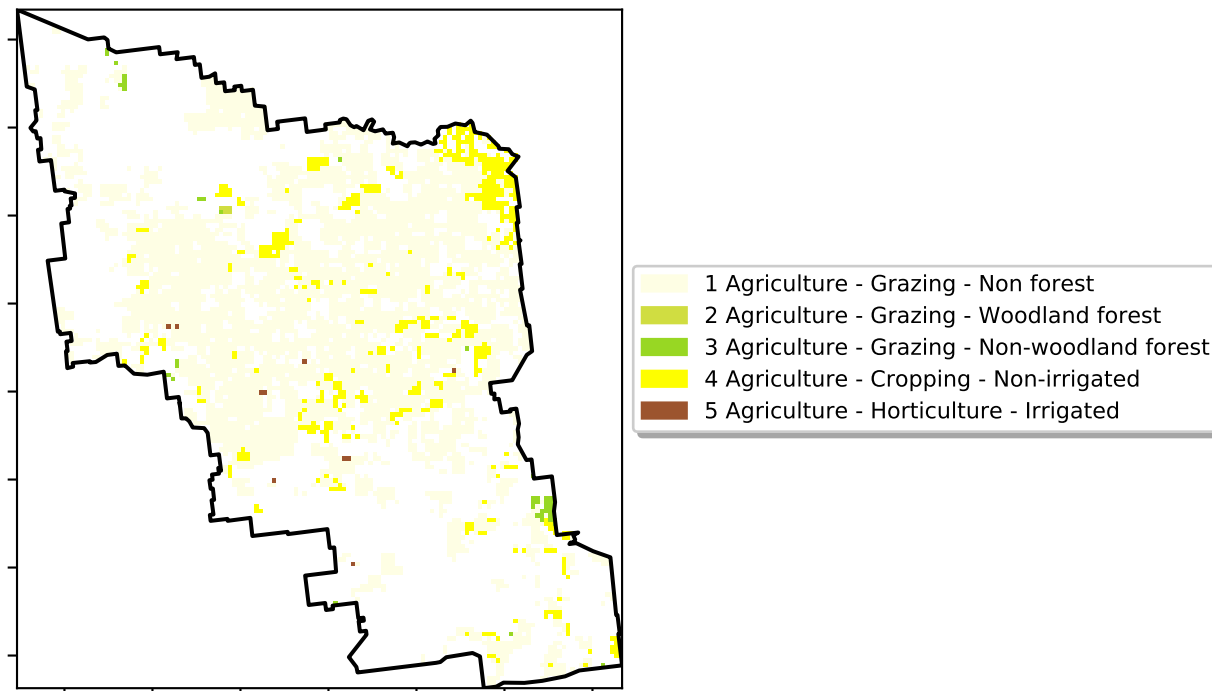 1 Agriculture - Grazing - Non forest
2 Agriculture - Grazing - Woodland forest
3 Agriculture - Grazing - Non-woodland forest
4 Agriculture - Cropping - Non-irrigated
5 Agriculture - Horticulture - Irrigated